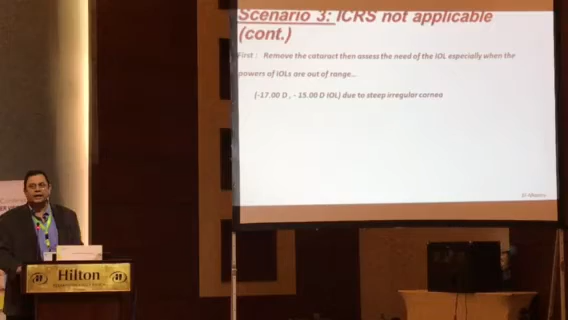 Scenario 3: ICRS not applicable
(cont.)
First : Remove the cataract then assess the need of the IOL especially when the
powers of IOLs are out of range...
(-17.00 D , - 15.00 D IOL) due to steep irregular cornea
Hilton